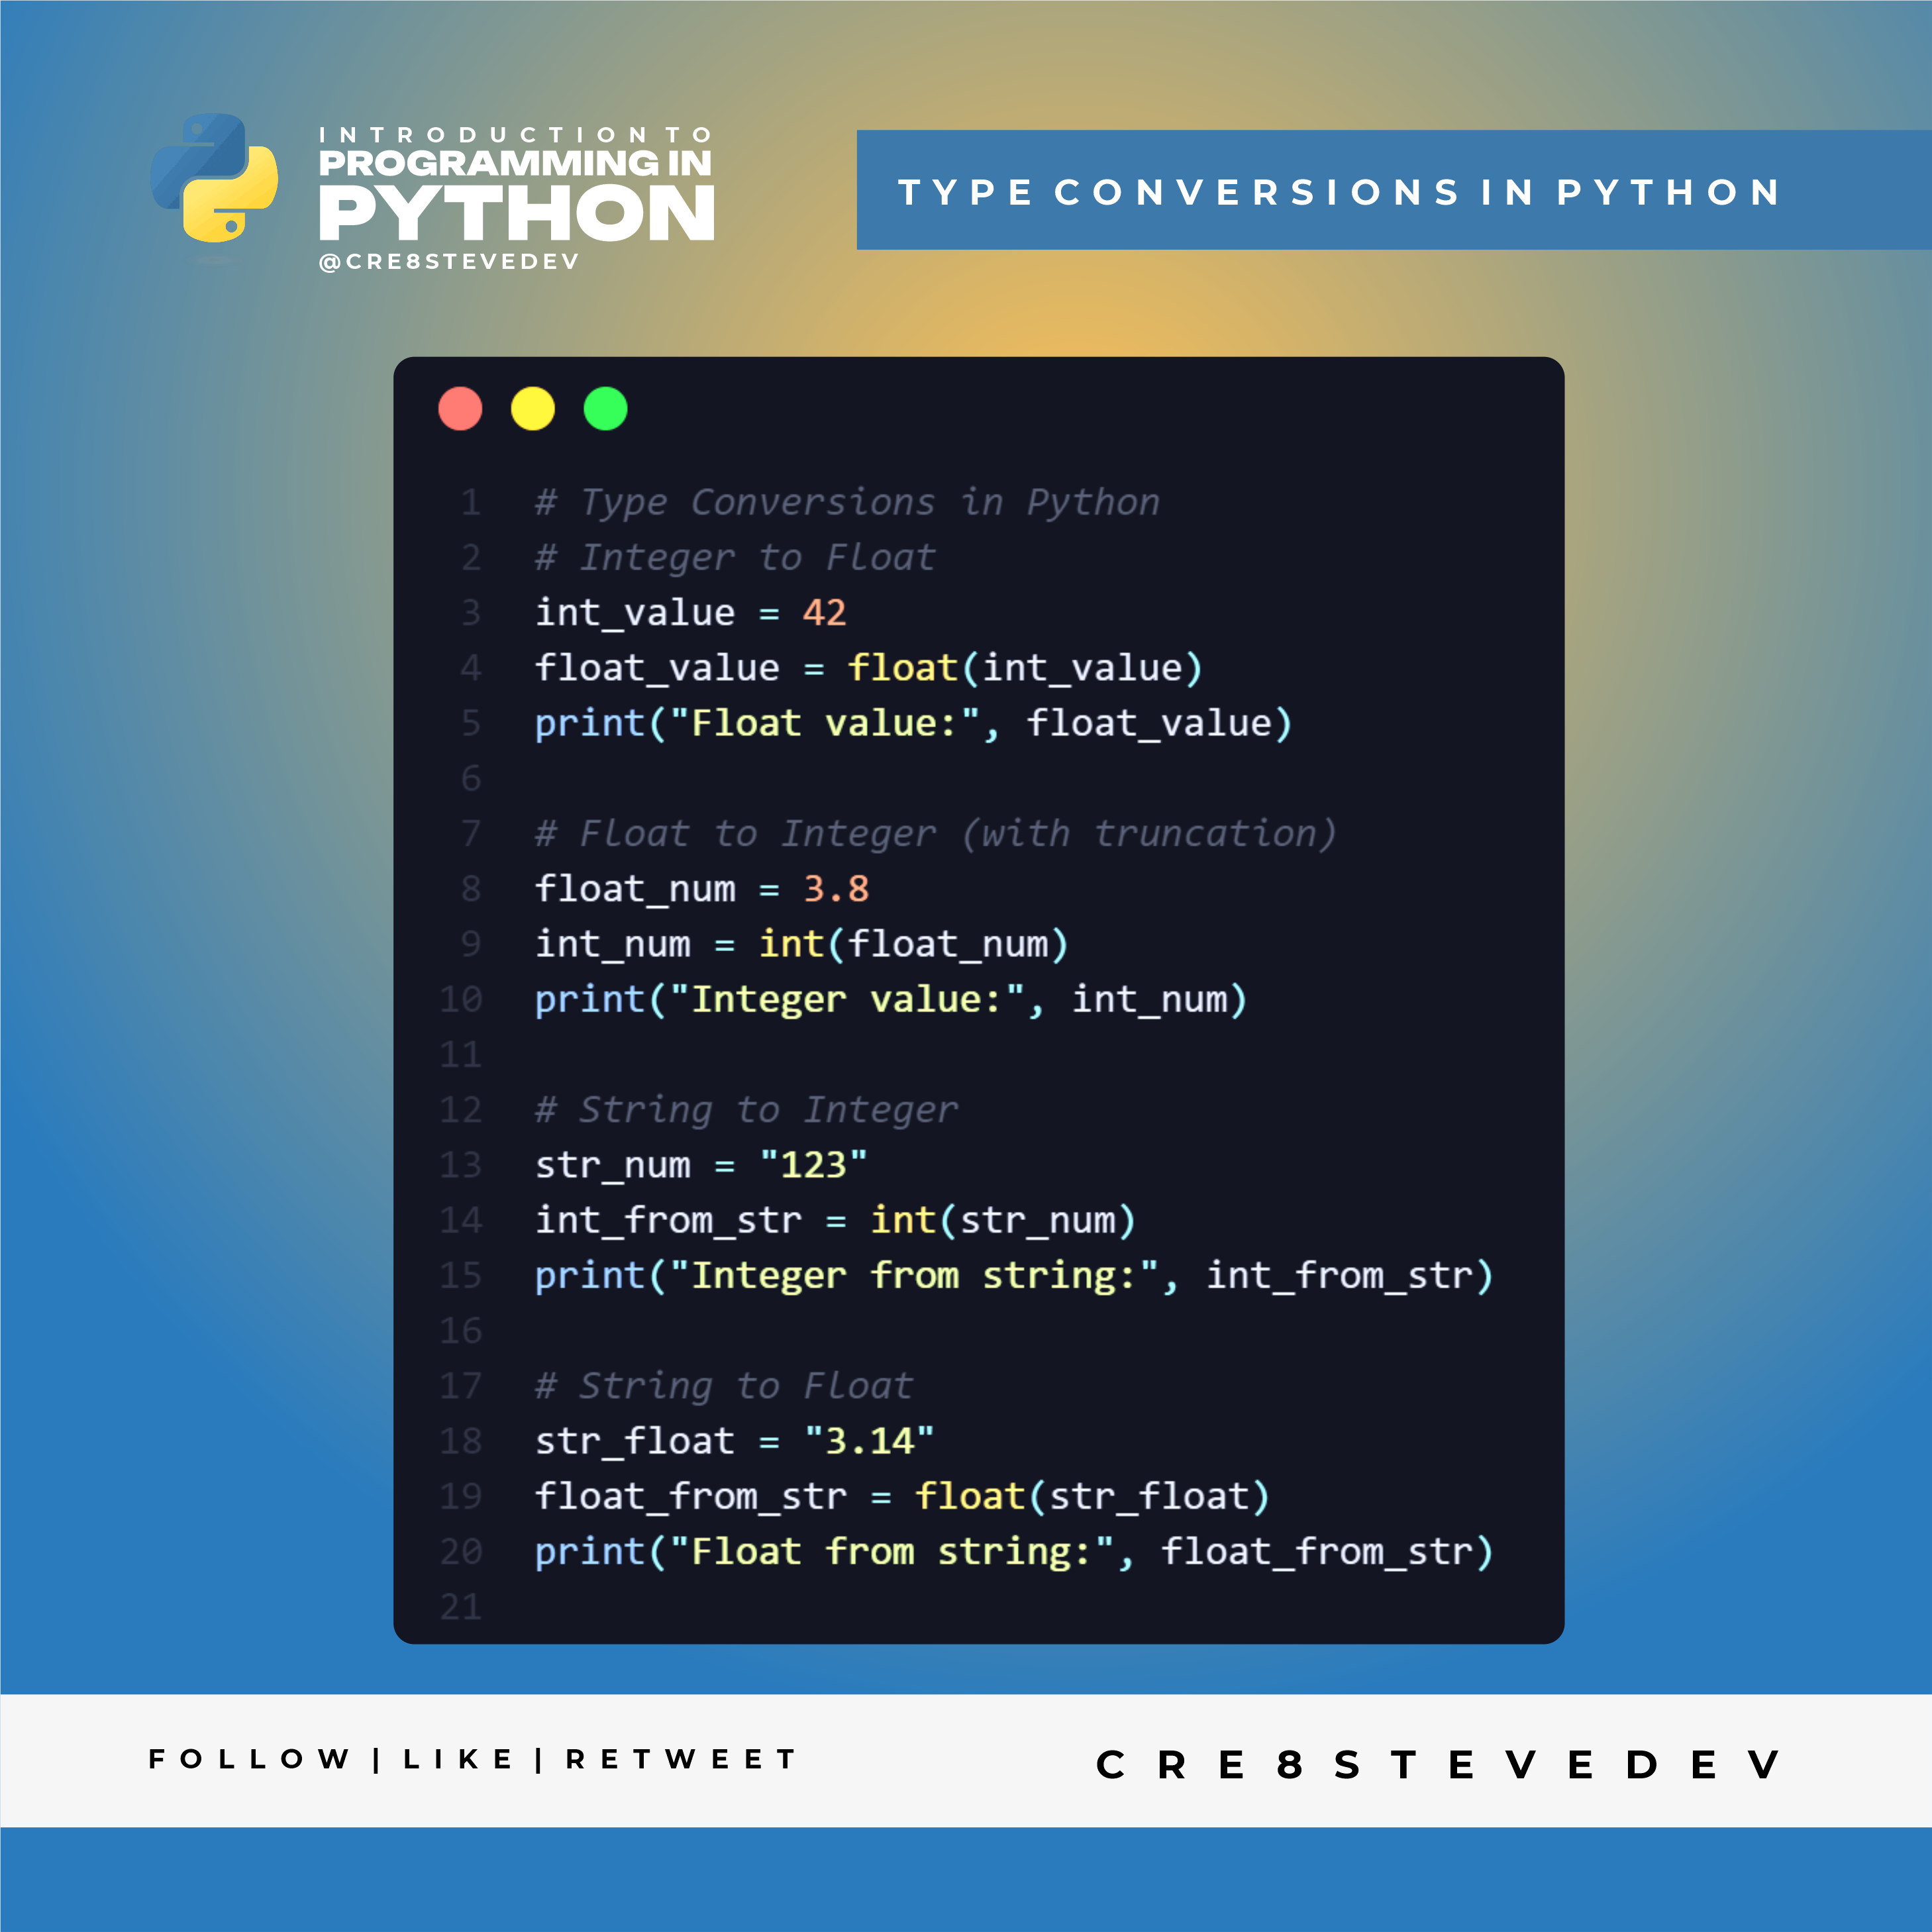 INTRODUCTION TO
PROGRAMMING IN
PYTHON
@CRE8STEVEDEV
TYPE CONVERSIONS IN PYTHON
1 # Type Conversions in Python
2 # Integer to Float
3 int_value = 42
4 float_value = float(int_value)
5 print("Float value:", float_value)
6
7 # Float to Integer (with truncation)
8 float_num = 3.8
9 int_num = int(float_num)
10 print("Integer value:", int_num)
11
12 # String to Integer
13 str_num = "123"
14 int_from_str = int(str_num)
15 print("Integer from string:", int_from_str)
16
17 # String to Float
18 str_float = "3.14"
19 float_from_str = float(str_float)
20 print("Float from string:", float_from_str)
21
FOLLOW | LIKE | RETWEET
CRE8STEVEDEV